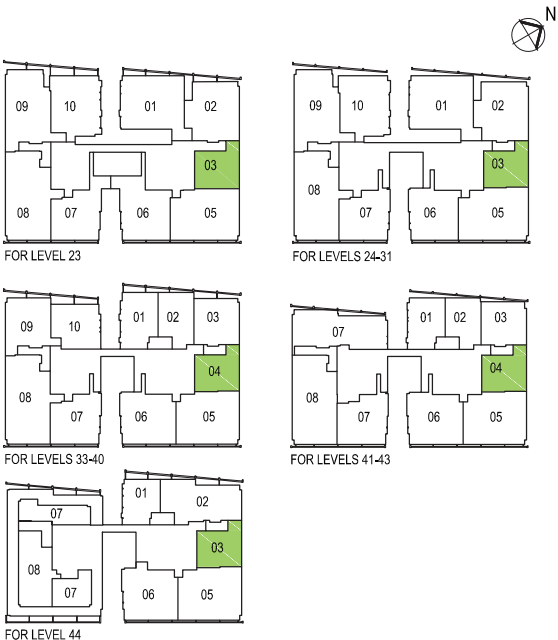 N
09 10 01 02
03
08 07 06 05
FOR LEVEL 23
09 10 01 02
03
08 07 06 05
FOR LEVELS 24-31
09 10 01 02 03
04
08 07 06 05
FOR LEVELS 33-40
07 01 02 03
04
08 07 06 05
FOR LEVELS 41-43
07 01 02
03
08 07 06 05
FOR LEVEL 44